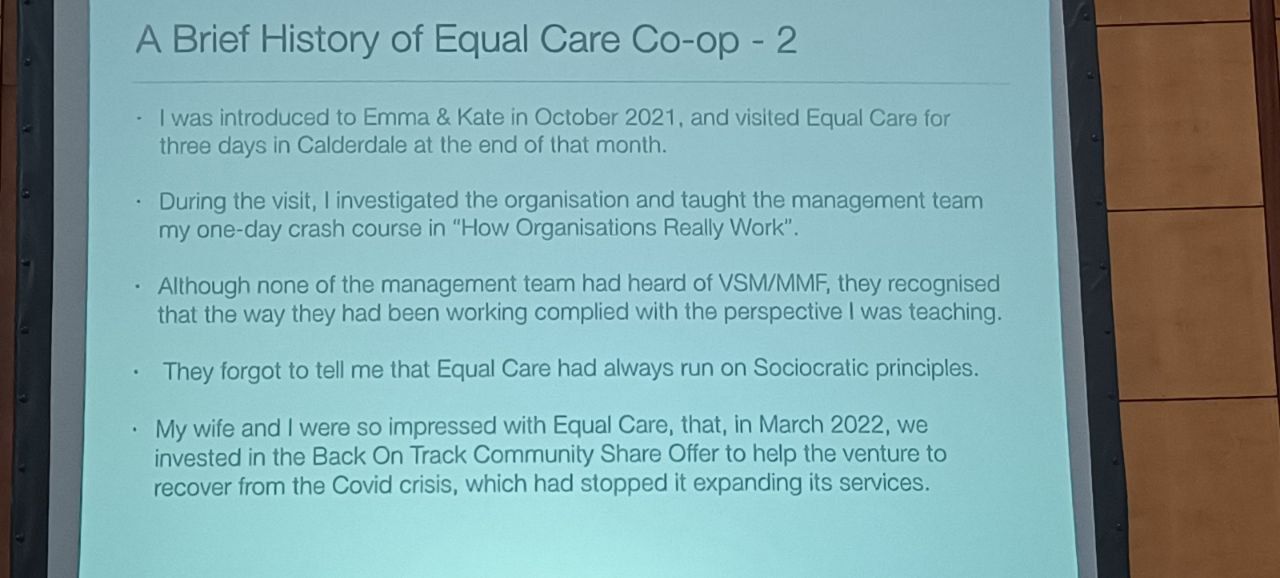 A Brief History of Equal Care Co-op - 2
· I was introduced to Emma & Kate in October 2021, and visited Equal Care for
three days in Calderdale at the end of that month.
· During the visit, I investigated the organisation and taught the management team
my one-day crash course in “How Organisations Really Work”.
· Although none of the management team had heard of VSM/MMF, they recognised
that the way they had been working complied with the perspective I was teaching.
· They forgot to tell me that Equal Care had always run on Sociocratic principles.
· My wife and I were so impressed with Equal Care, that, in March 2022, we
invested in the Back On Track Community Share Offer to help the venture to
recover from the Covid crisis, which had stopped it expanding its services.